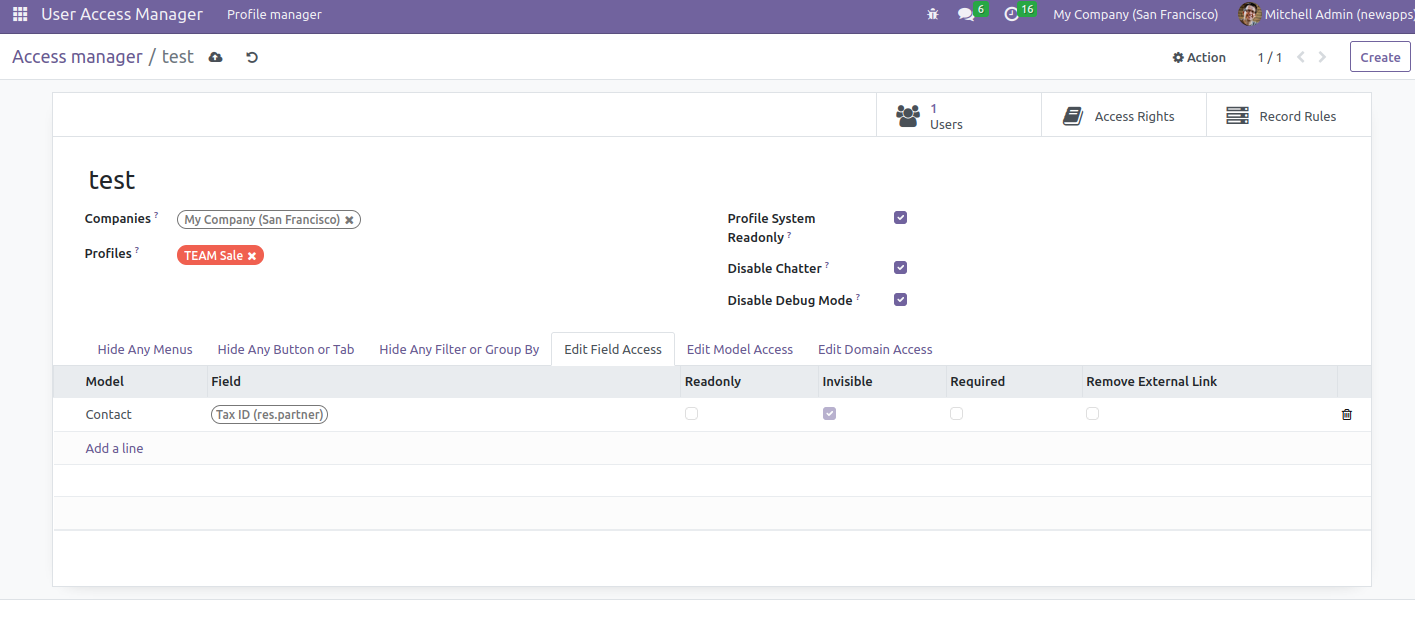 User Access Manager Profile manager 6 16 My Company (San Francisco) Mitchell Admin (newapps
Access manager / test Action 1 / 1 Create
1 Users Access Rights Record Rules
test
Companies ? My Company (San Francisco) ✖ Profile System Readonly ?
Profiles ? TEAM Sale ✖
Disable Chatter ?
Disable Debug Mode ?
Hide Any Menus Hide Any Button or Tab Hide Any Filter or Group By Edit Field Access Edit Model Access Edit Domain Access
Model Field Readonly Invisible Required Remove External Link
Contact Tax ID (res.partner)
Add a line